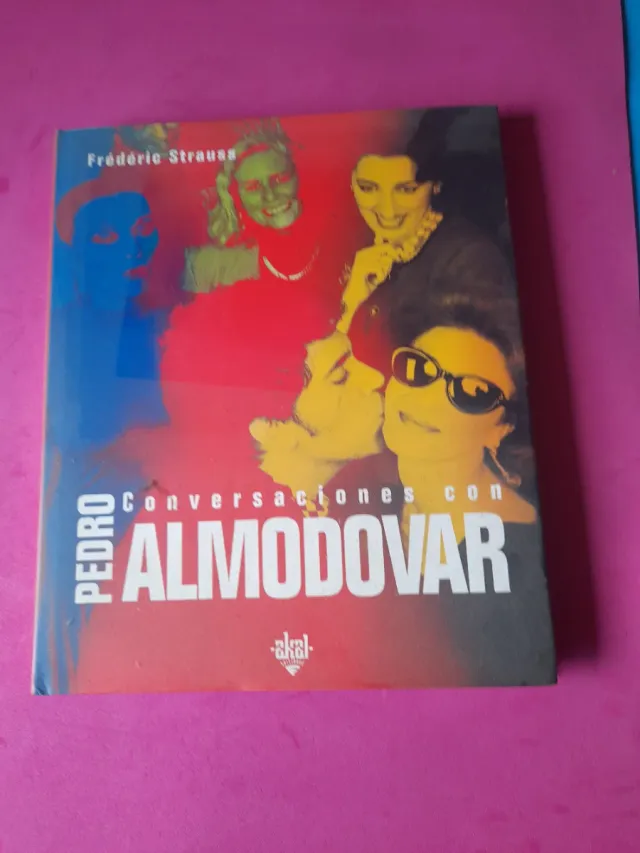 Frédéric Strauss
Conversaciones con
PEDRO
ALMODOVAR
·akal·